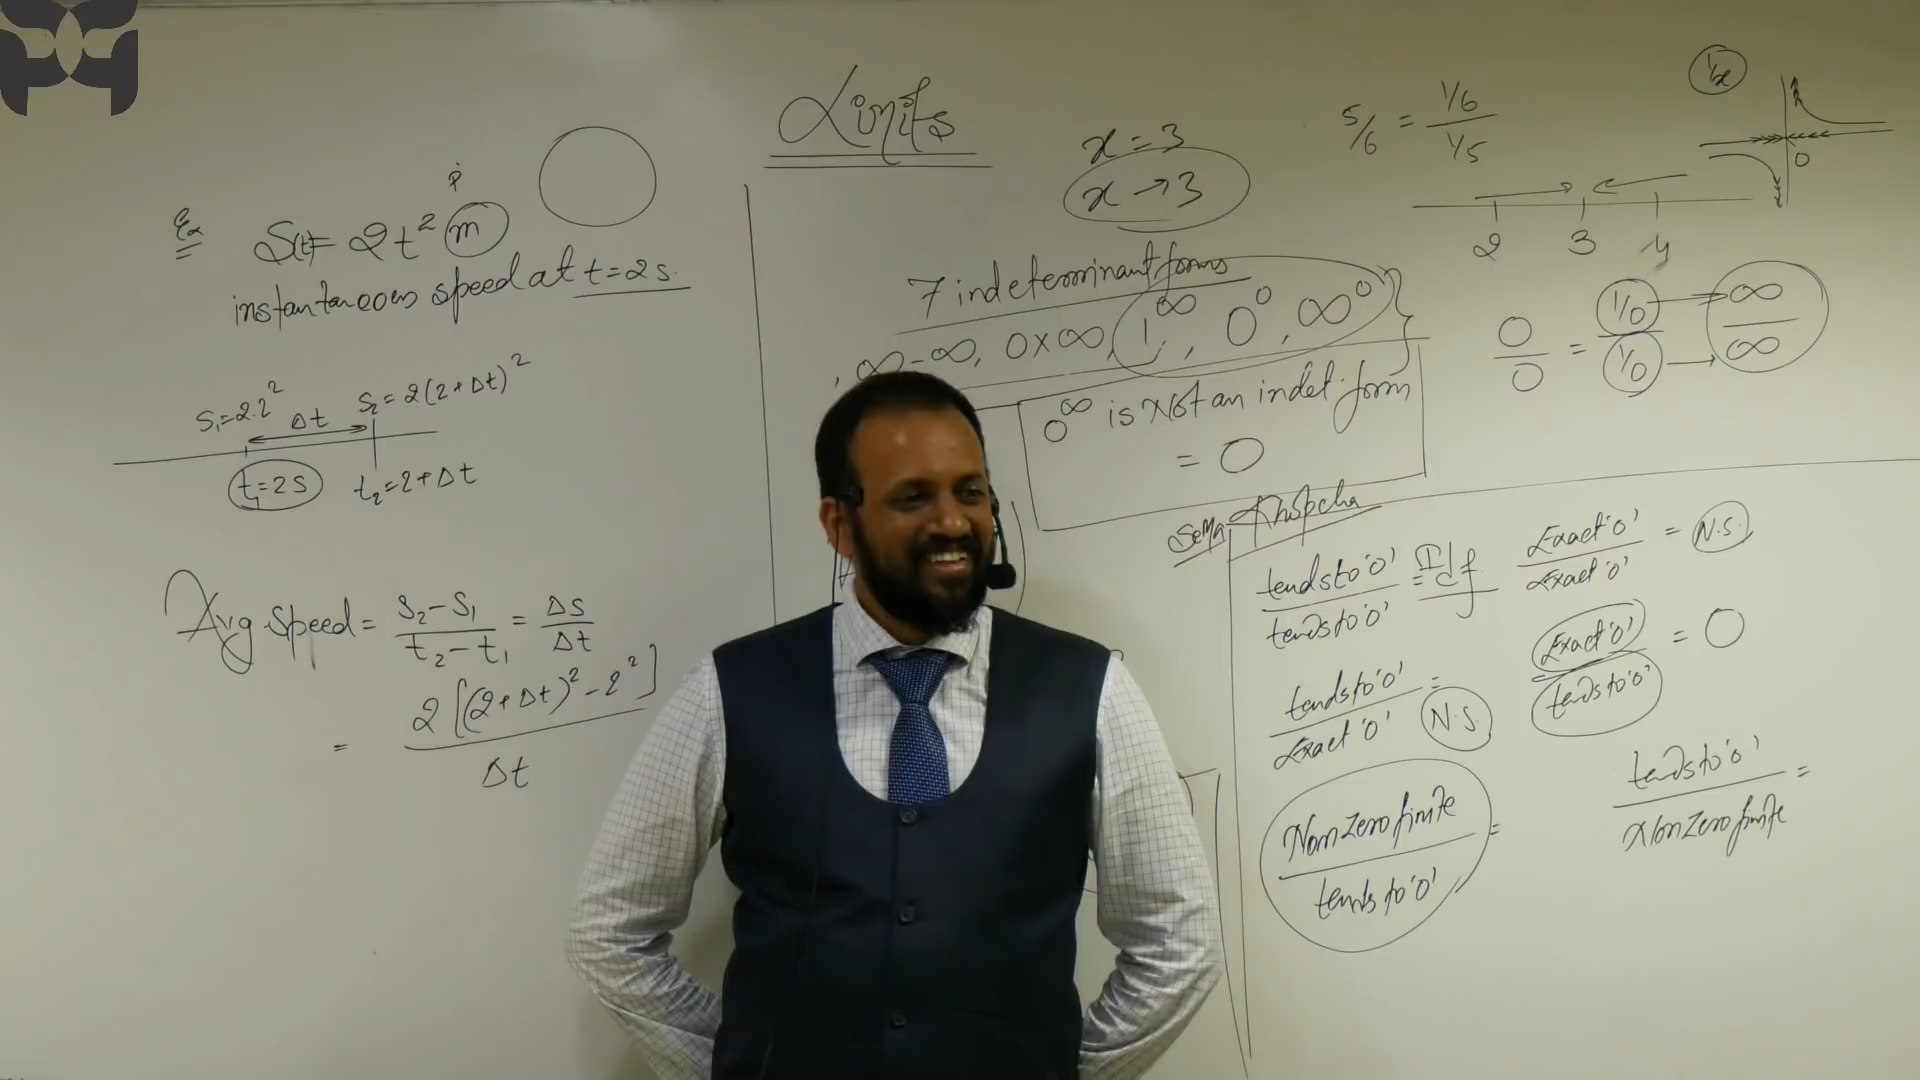 Limits
Ex
S(t)= 2t² m
instantaneous speed at t=2s.
S₁=2.2²
Δt
S₂=2(2+Δt)²
t₁=2s
t₂=2+Δt
Avg Speed = (S₂-S₁)/(t₂-t₁) = Δs/Δt
= 2[(2+Δt)²-2²]/Δt
x=3
x→3
7 indeterminant forms
, ∞-∞, 0×∞, 1^∞, 0⁰, ∞⁰
0^∞ is Not an indet. form
= 0
5/6 = (1/6)/(1/5)
1/x
0
2 3 4
0/0 = (1/0)/(1/0) → ∞/∞
tends to '0'/tends to '0' = Idf
Exact '0'/Exact '0' = N.S.
tends to '0'/Exact '0' = N.S.
Exact '0'/tends to '0' = 0
Non zero finite/tends to '0' =
tends to '0'/Non zero finite =